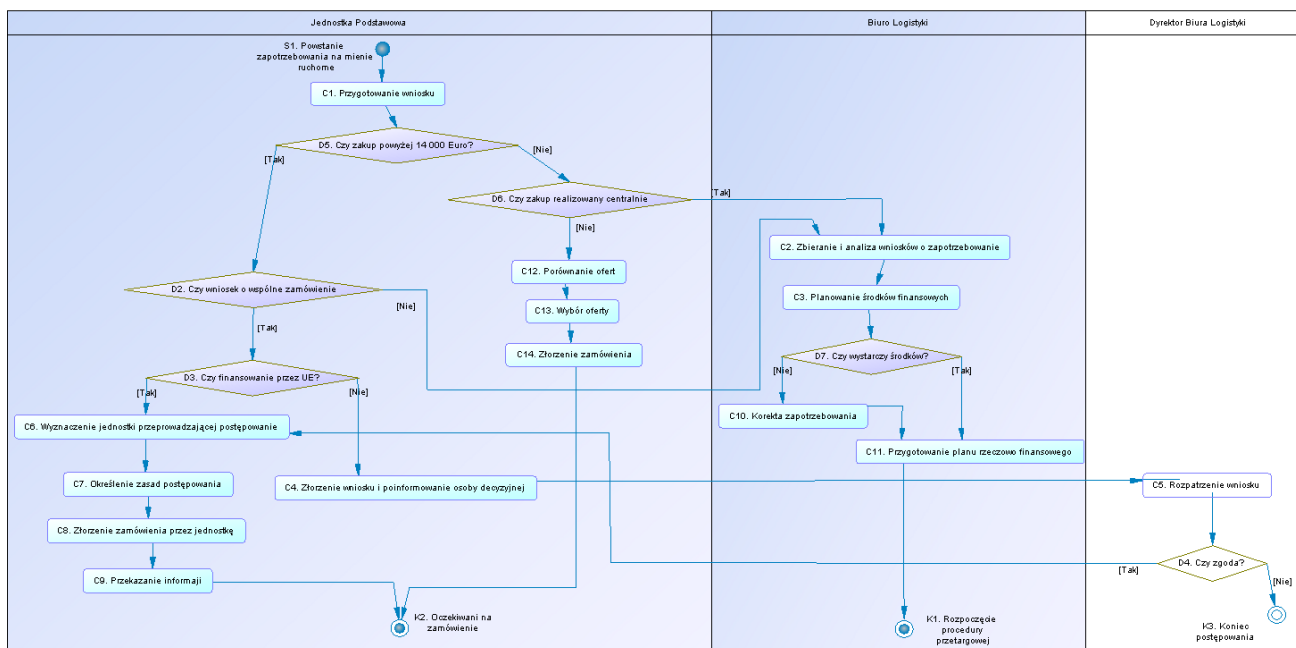 Jednostka Podstawowa
Biuro Logistyki
Dyrektor Biura Logistyki
S1. Powstanie
zapotrzebowania na mienie
ruchome
C1. Przygotowanie wniosku
D5. Czy zakup powyżej 14 000 Euro?
[Tak]
[Nie]
D6. Czy zakup realizowany centralnie
[Tak]
[Nie]
C2. Zbieranie i analiza wniosków o zapotrzebowanie
C12. Porównanie ofert
D2. Czy wniosek o wspólne zamówienie
[Nie]
C3. Planowanie środków finansowych
C13. Wybór oferty
[Tak]
C14. Złorzenie zamówienia
D7. Czy wystarczy środków?
[Nie]
[Tak]
D3. Czy finansowanie przez UE?
[Tak]
[Nie]
C10. Korekta zapotrzebowania
C6. Wyznaczenie jednostki przeprowadzającej postępowanie
C11. Przygotowanie planu rzeczowo finansowego
C7. Określenie zasad postępowania
C4. Złorzenie wniosku i poinformowanie osoby decyzyjnej
C5. Rozpatrzenie wniosku
C8. Złorzenie zamówienia przez jednostkę
D4. Czy zgoda?
[Tak]
[Nie]
C9. Przekazanie informaji
K2. Oczekiwani na
zamówienie
K1. Rozpoczęcie
procedury
przetargowej
K3. Koniec
postępowania